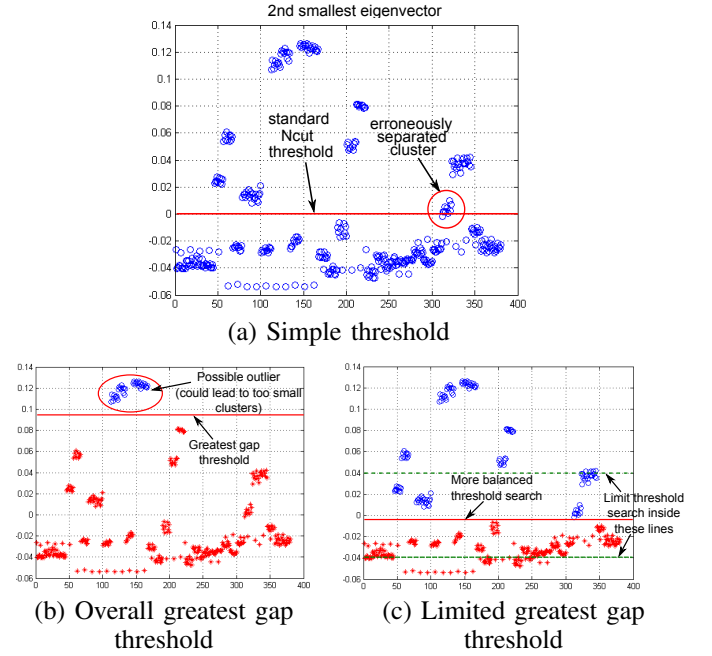 2nd smallest eigenvector
0.14
0.12
0.1
0.08
0.06
0.04
0.02
0
-0.02
-0.04
-0.06
standard
Ncut
threshold
erroneously
separated
cluster
0 50 100 150 200 250 300 350 400
(a) Simple threshold
0.14
0.12
0.1
0.08
0.06
0.04
0.02
0
-0.02
-0.04
-0.06
Possible outlier
(could lead to too small
clusters)
Greatest gap
threshold
0 50 100 150 200 250 300 350 400
(b) Overall greatest gap
threshold
0.14
0.12
0.1
0.08
0.06
0.04
0.02
0
-0.02
-0.04
-0.06
More balanced
threshold search
Limit threshold
search inside
these lines
0 50 100 150 200 250 300 350 400
(c) Limited greatest gap
threshold